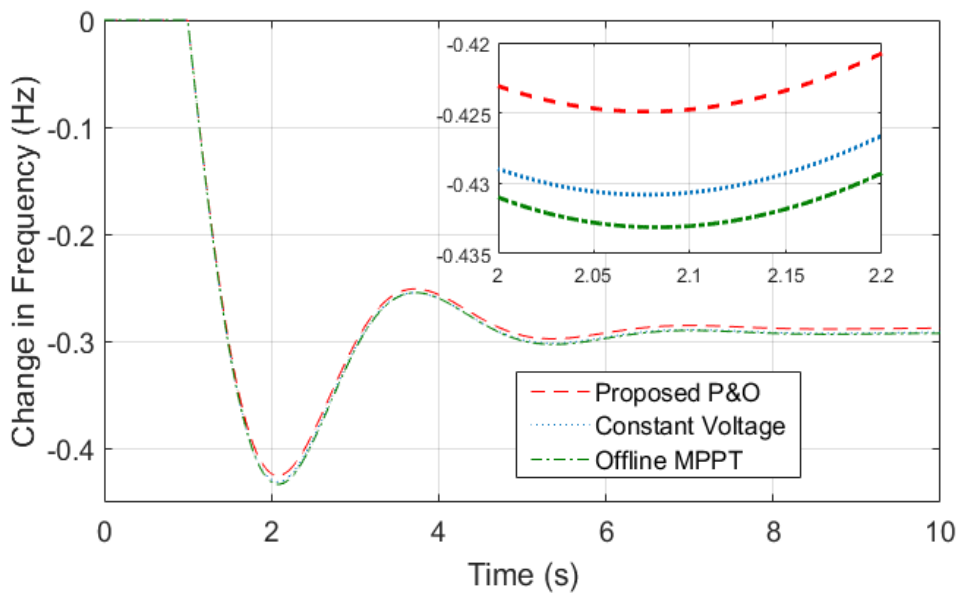 0
-0.1
-0.2
-0.3
-0.4
Change in Frequency (Hz)
-0.42
-0.425
-0.43
-0.435
2 2.05 2.1 2.15 2.2
Proposed P&O
Constant Voltage
Offline MPPT
0 2 4 6 8 10
Time (s)